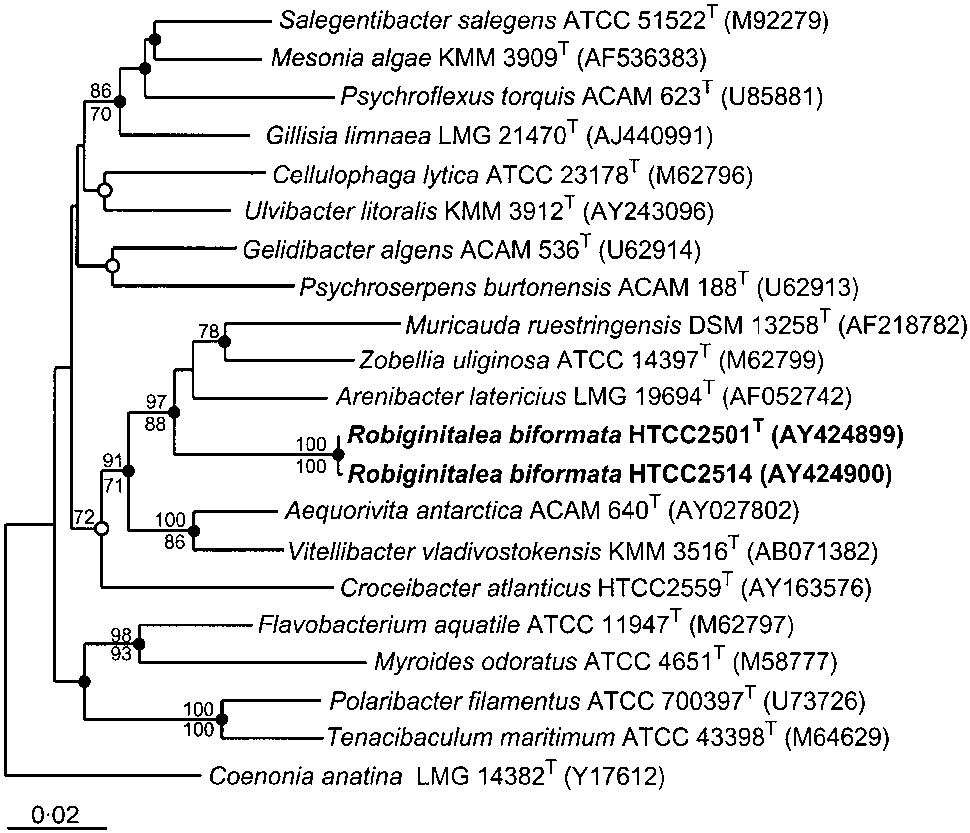 Salegentibacter salegens ATCC 51522T (M92279)
Mesonia algae KMM 3909T (AF536383)
Psychroflexus torquis ACAM 623T (U85881)
86
70
Gillisia limnaea LMG 21470T (AJ440991)
Cellulophaga lytica ATCC 23178T (M62796)
Ulvibacter litoralis KMM 3912T (AY243096)
Gelidibacter algens ACAM 536T (U62914)
Psychroserpens burtonensis ACAM 188T (U62913)
Muricauda ruestringensis DSM 13258T (AF218782)
78
Zobellia uliginosa ATCC 14397T (M62799)
Arenibacter latericius LMG 19694T (AF052742)
97
88
Robiginitalea biformata HTCC2501T (AY424899)
100
100
Robiginitalea biformata HTCC2514 (AY424900)
91
71
Aequorivita antarctica ACAM 640T (AY027802)
72
100
86
Vitellibacter vladivostokensis KMM 3516T (AB071382)
Croceibacter atlanticus HTCC2559T (AY163576)
Flavobacterium aquatile ATCC 11947T (M62797)
98
93
Myroides odoratus ATCC 4651T (M58777)
Polaribacter filamentus ATCC 700397T (U73726)
100
100
Tenacibaculum maritimum ATCC 43398T (M64629)
Coenonia anatina LMG 14382T (Y17612)
0·02